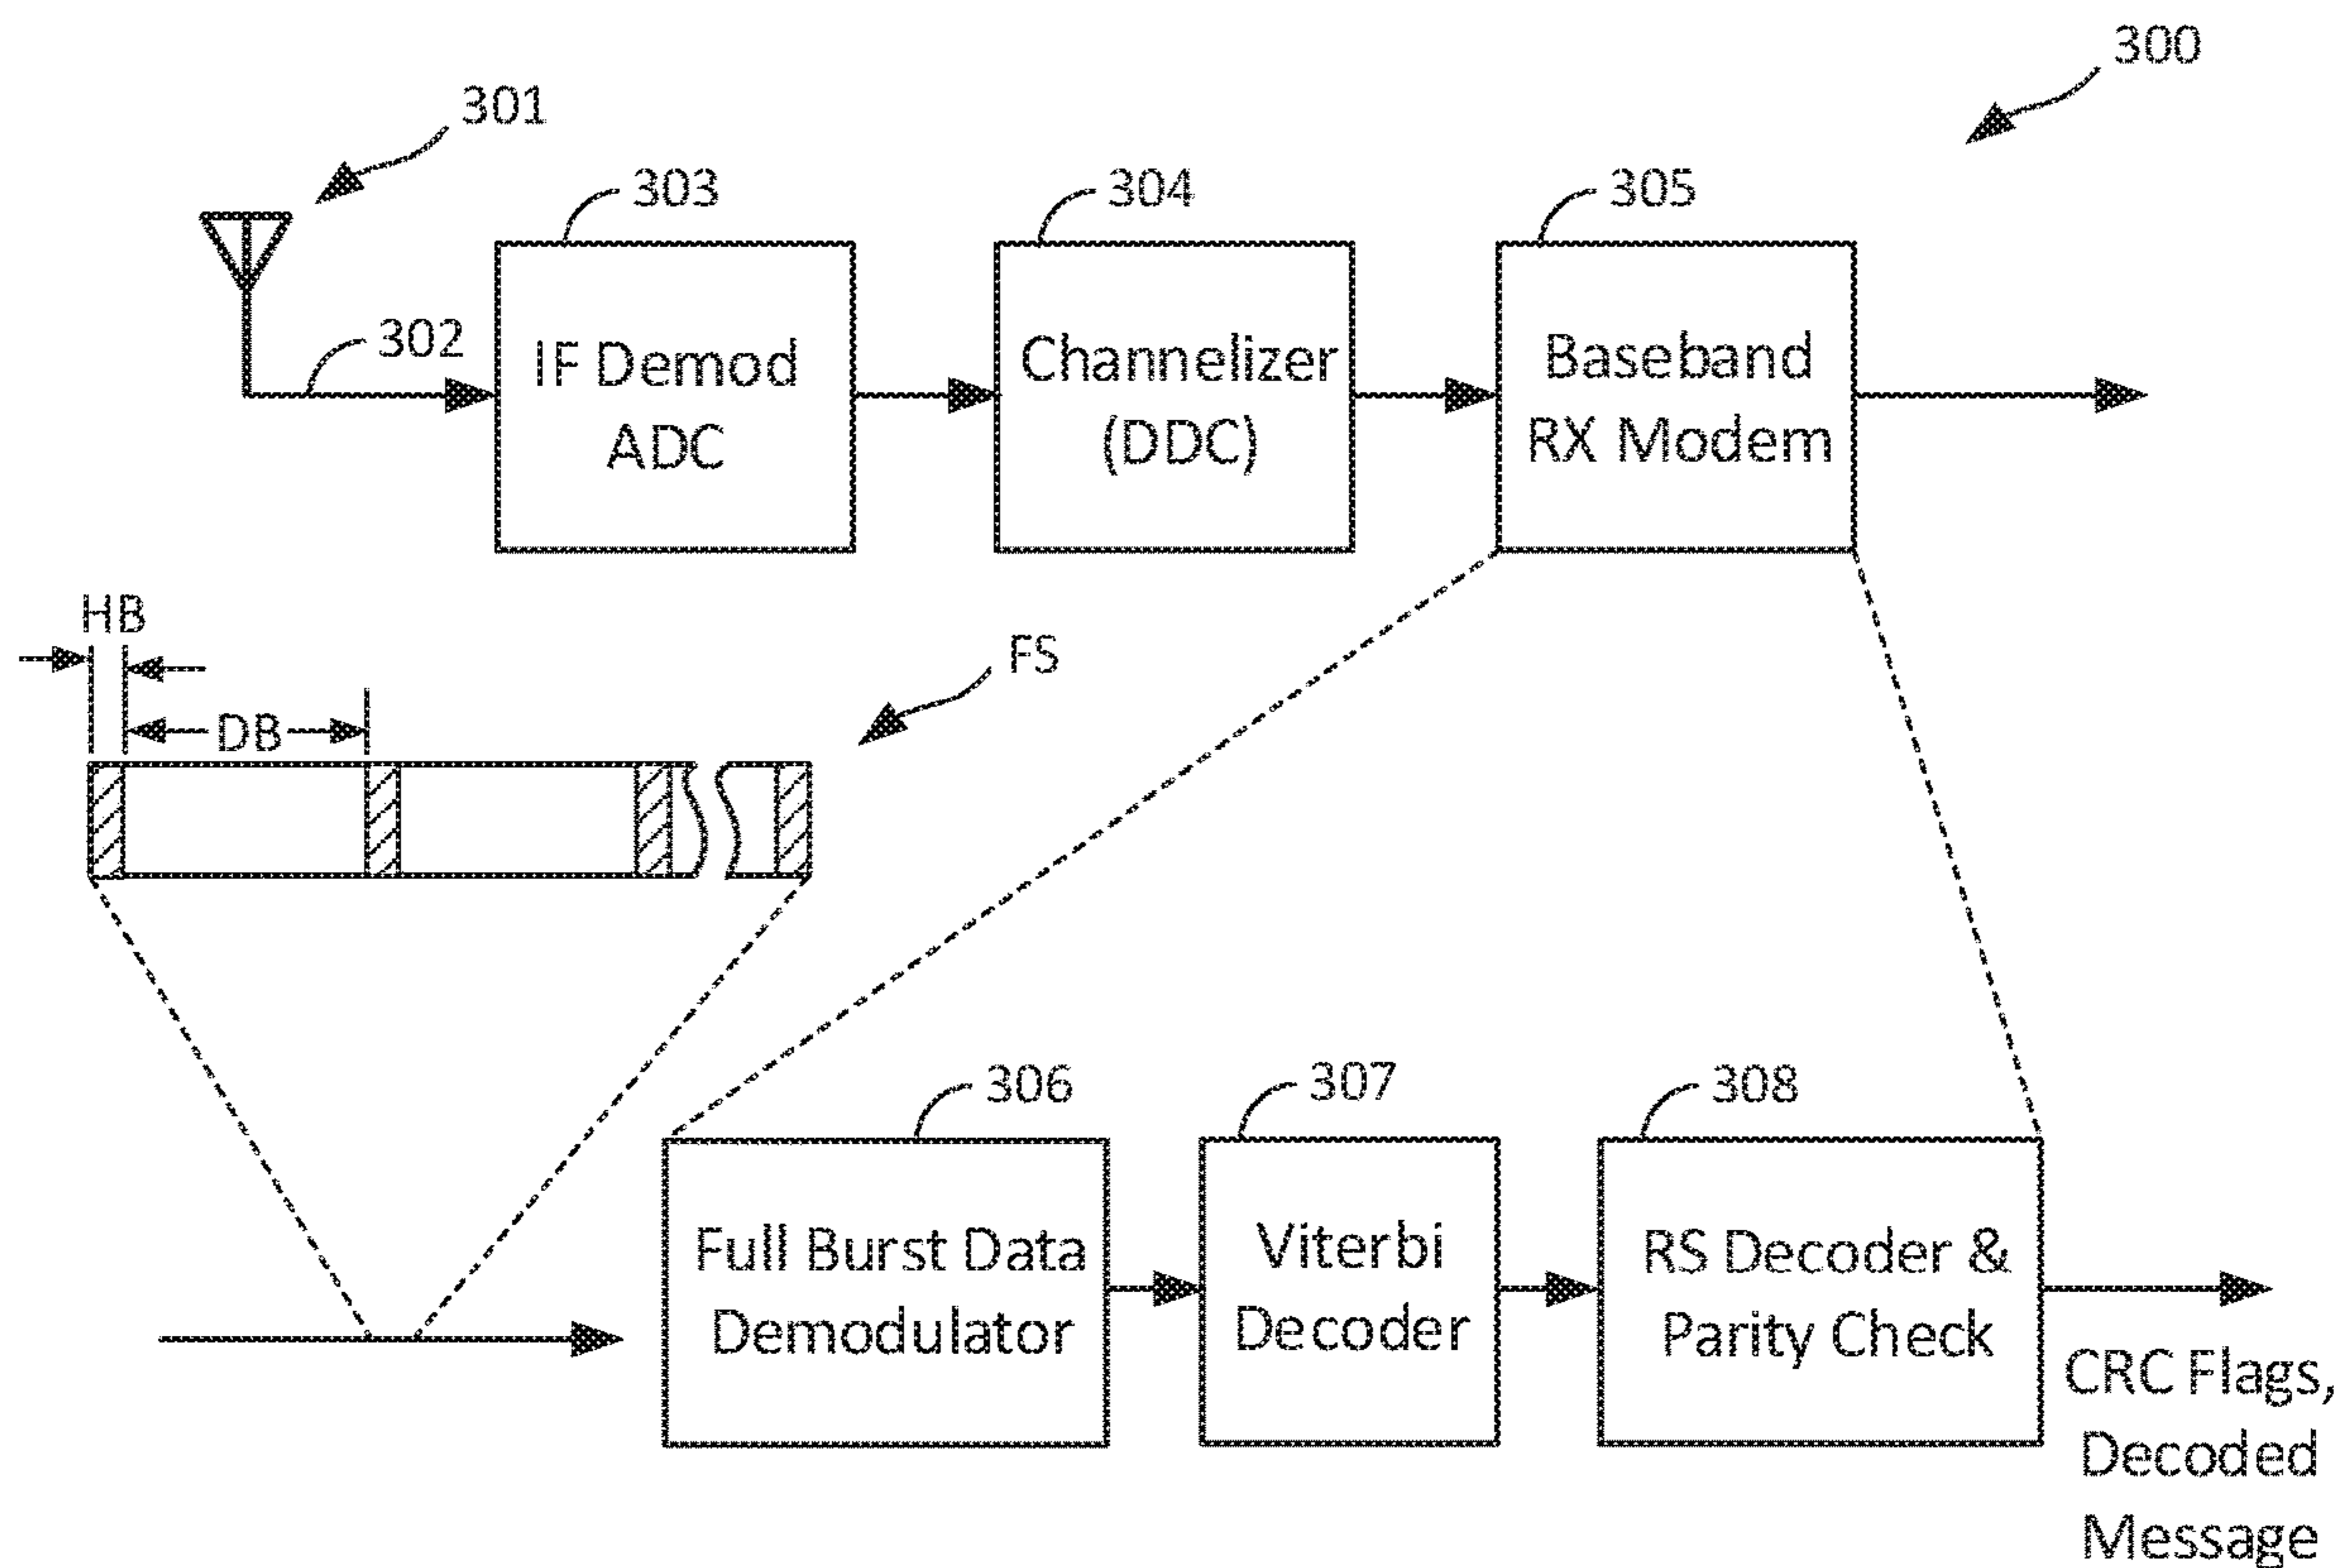 300
301
303
304
305
302
IF Demod
ADC
Channelizer
(DDC)
Baseband
RX Modem
HB
FS
DB
306
307
308
Full Burst Data
Demodulator
Viterbi
Decoder
RS Decoder &
Parity Check
CRC Flags,
Decoded
Message